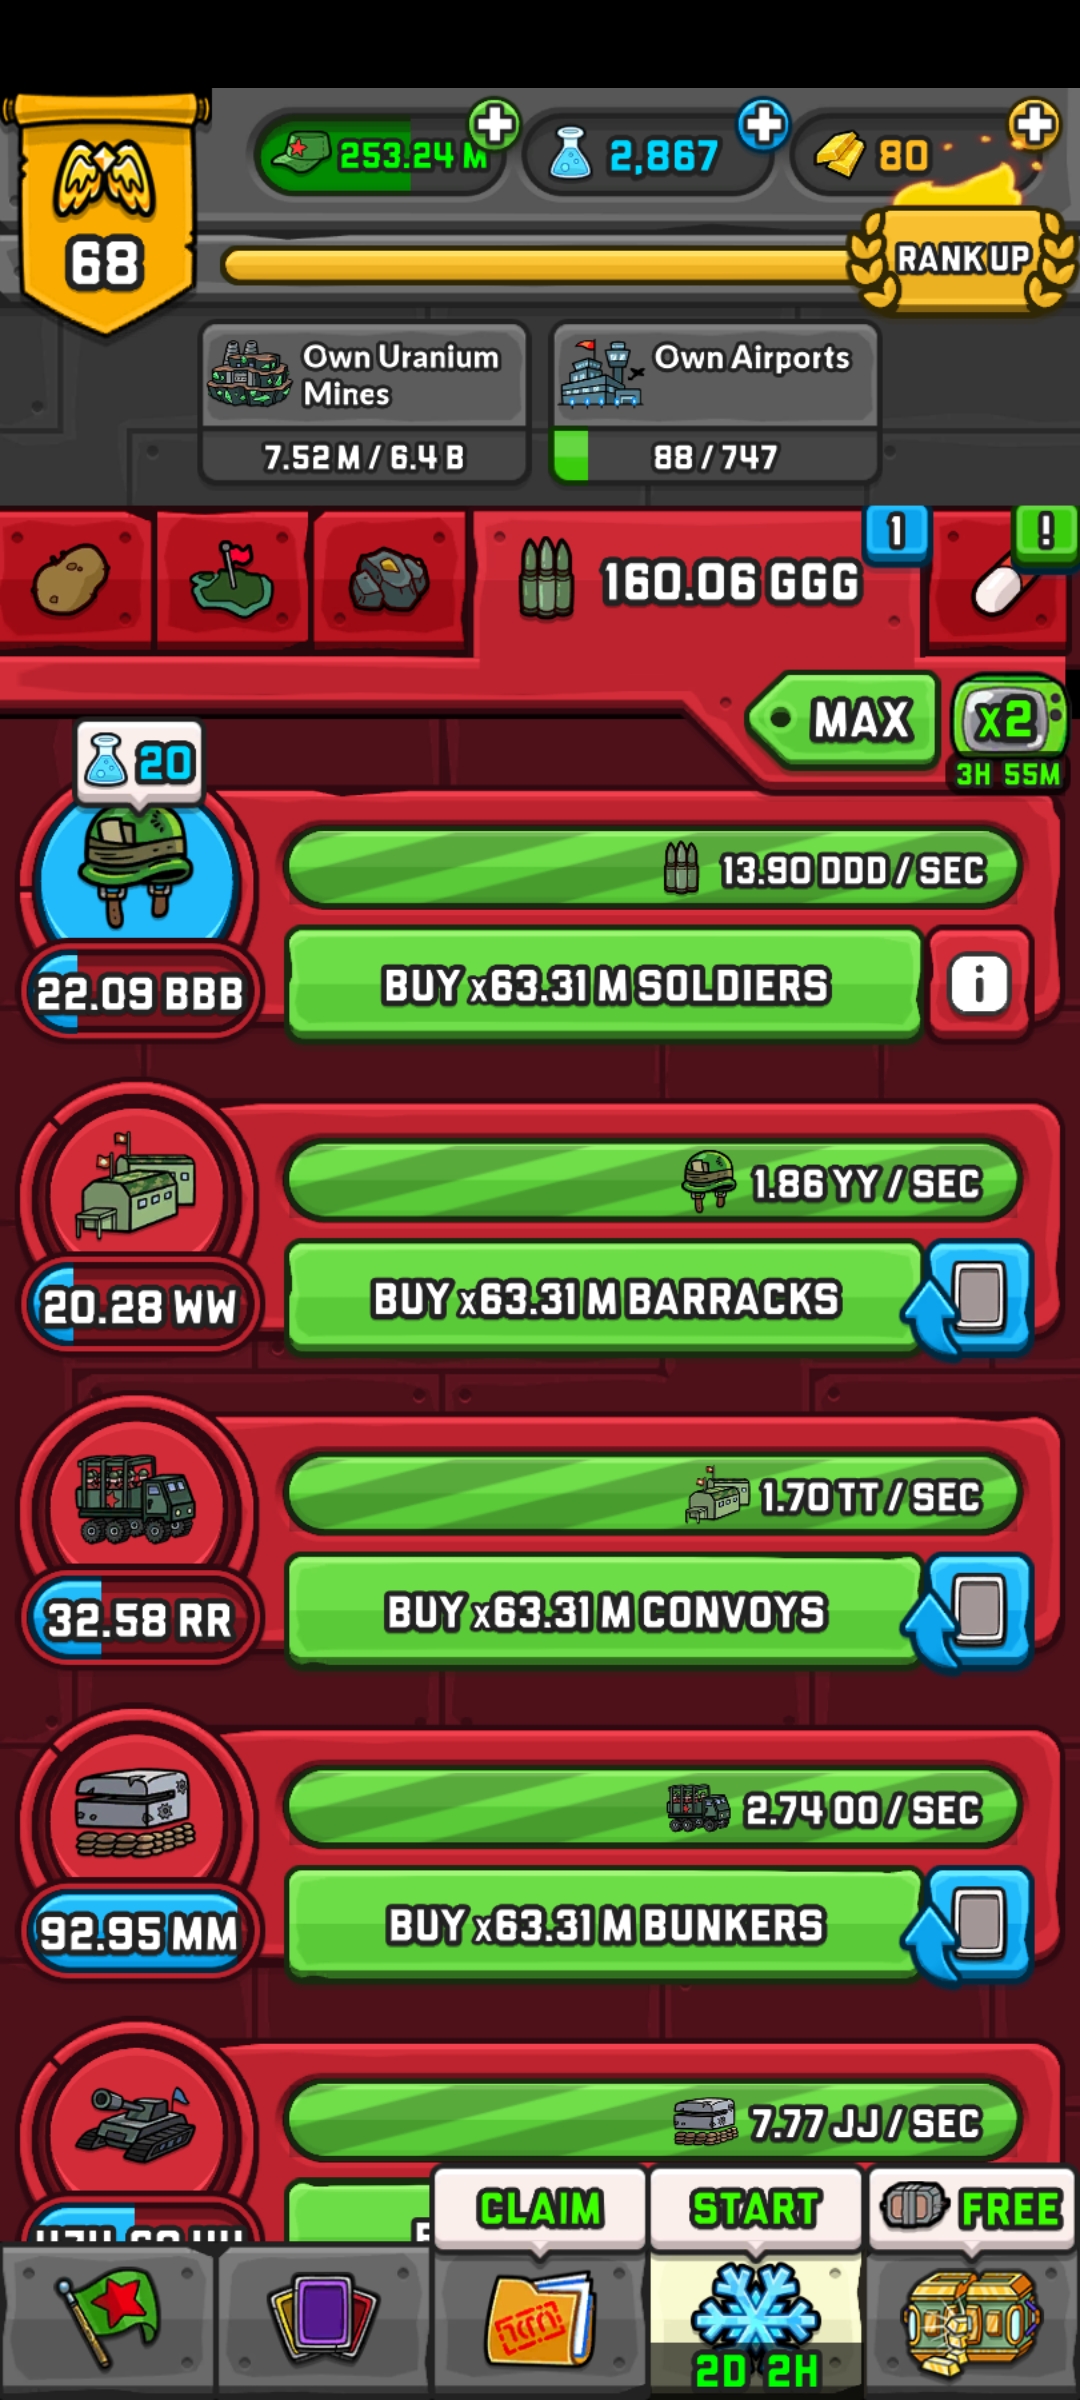 253.24 M
2,867
80
68
RANK UP
Own Uranium
Mines
Own Airports
7.52 M / 6.4 B
88 / 747
160.06 GGG
1
!
MAX
x2
3H 55M
20
13.90 DDD / SEC
22.09 BBB
BUY x63.31 M SOLDIERS
i
1.86 YY / SEC
20.28 WW
BUY x63.31 M BARRACKS
1.70 TT / SEC
32.58 RR
BUY x63.31 M CONVOYS
2.74 OO / SEC
92.95 MM
BUY x63.31 M BUNKERS
7.77 JJ / SEC
CLAIM
START
FREE
2D 2H